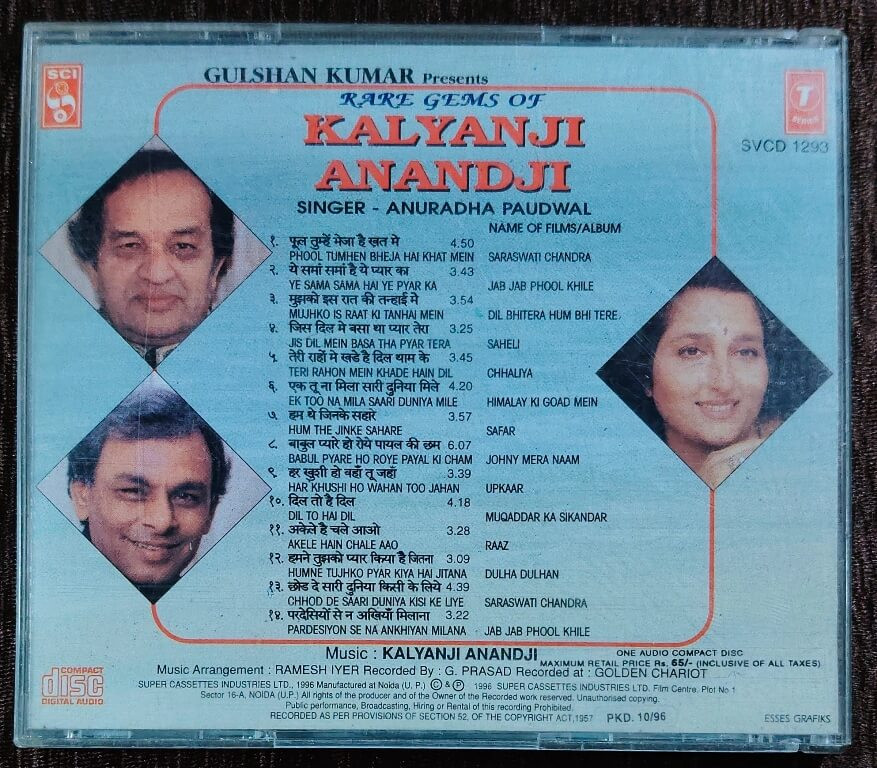 SCI
GULSHAN KUMAR Presents
T
SERIES
RARE GEMS OF
KALYANJI
ANANDJI
SVCD 1293
SINGER - ANURADHA PAUDWAL
NAME OF FILMS/ALBUM
१. फूल तुम्हें भेजा है ख़त मे 4.50
PHOOL TUMHEN BHEJA HAI KHAT MEIN SARASWATI CHANDRA
२. ये समाँ समाँ है ये प्यार का 3.43
YE SAMA SAMA HAI YE PYAR KA JAB JAB PHOOL KHILE
३. मुझको इस रात की तन्हाई मे 3.54
MUJHKO IS RAAT KI TANHAI MEIN DIL BHITERA HUM BHI TERE
४. जिस दिल मे बसा था प्यार तेरा 3.25
JIS DIL MEIN BASA THA PYAR TERA SAHELI
५. तेरी राहों मे खडे है दिल थाम के 3.45
TERI RAHON MEIN KHADE HAIN DIL CHHALIYA
६. एक तू ना मिला सारी दुनिया मिले 4.20
EK TOO NA MILA SAARI DUNIYA MILE HIMALAY KI GOAD MEIN
७. हम थे जिनके सहारे 3.57
HUM THE JINKE SAHARE SAFAR
८. बाबुल प्यारे हो रोये पायल की छम 6.07
BABUL PYARE HO ROYE PAYAL KI CHAM JOHNY MERA NAAM
९. हर खुशी हो वहाँ तू जहाँ 3.39
HAR KHUSHI HO WAHAN TOO JAHAN UPKAAR
१०. दिल तो है दिल 4.18
DIL TO HAI DIL MUQADDAR KA SIKANDAR
११. अकेले है चले आओ 3.28
AKELE HAIN CHALE AAO RAAZ
१२. हमने तुझको प्यार किया है जितना 3.09
HUMNE TUJHKO PYAR KIYA HAI JITANA DULHA DULHAN
१३. छोड दे सारी दुनिया किसी के लिये 4.39
CHHOD DE SAARI DUNIYA KISI KE LIYE SARASWATI CHANDRA
१४. परदेसियों से न अखियाँ मिलाना 3.22
PARDESIYON SE NA ANKHIYAN MILANA JAB JAB PHOOL KHILE
Music : KALYANJI ANANDJI
ONE AUDIO COMPACT DISC
MAXIMUM RETAIL PRICE Rs. 65/- (INCLUSIVE OF ALL TAXES)
Music Arrangement : RAMESH IYER Recorded By : G. PRASAD Recorded at : GOLDEN CHARIOT
COMPACT
disc
DIGITAL AUDIO
SUPER CASSETTES INDUSTRIES LTD., 1996 Manufactured at Noida (U. P.) © & ℗ 1996 SUPER CASSETTES INDUSTRIES LTD. Film Centre. Plot No 1
Sector 16-A, NOIDA (U.P.) All rights of the producer and of the Owner of the Recorded work reserved. Unauthorised copying.
Public performance, Broadcasting, Hiring or Rental of this recording Prohibited.
RECORDED AS PER PROVISIONS OF SECTION 52, OF THE COPYRIGHT ACT,1957 PKD. 10/96
ESSES GRAFIKS